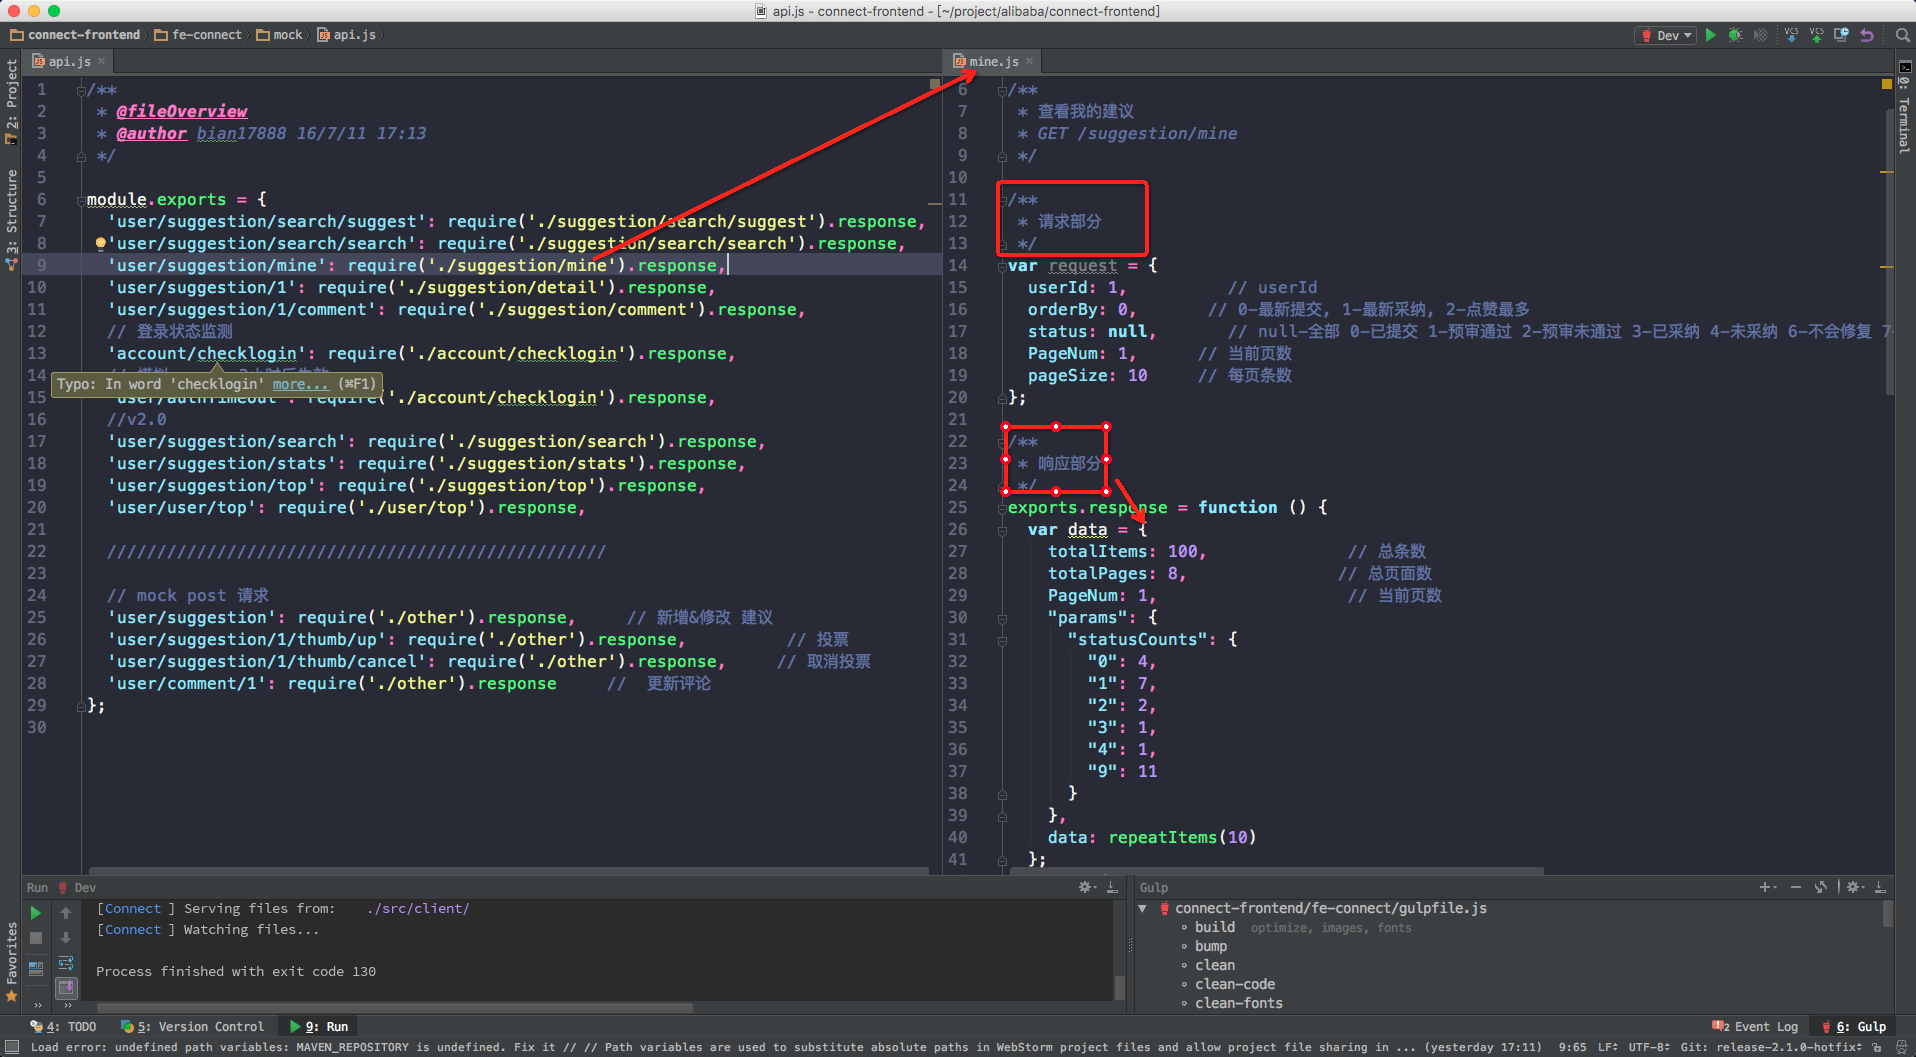 api.js - connect-frontend - [~/project/alibaba/connect-frontend]
connect-frontend fe-connect mock api.js
Dev
api.js
1 /**
2 * @fileOverview
3 * @author bian17888 16/7/11 17:13
4 */
5
6 module.exports = {
7 'user/suggestion/search/suggest': require('./suggestion/search/suggest').response,
8 'user/suggestion/search/search': require('./suggestion/search/search').response,
9 'user/suggestion/mine': require('./suggestion/mine').response,
10 'user/suggestion/1': require('./suggestion/detail').response,
11 'user/suggestion/1/comment': require('./suggestion/comment').response,
12 // 登录状态监测
13 'account/checklogin': require('./account/checklogin').response,
14
Typo: In word 'checklogin' more... (⌘F1)
15 'user/authTimeout': require('./account/checklogin').response,
16 //v2.0
17 'user/suggestion/search': require('./suggestion/search').response,
18 'user/suggestion/stats': require('./suggestion/stats').response,
19 'user/suggestion/top': require('./suggestion/top').response,
20 'user/user/top': require('./user/top').response,
21
22 //////////////////////////////////////////////////
23
24 // mock post 请求
25 'user/suggestion': require('./other').response, // 新增&修改 建议
26 'user/suggestion/1/thumb/up': require('./other').response, // 投票
27 'user/suggestion/1/thumb/cancel': require('./other').response, // 取消投票
28 'user/comment/1': require('./other').response // 更新评论
29 };
30
mine.js
6 /**
7 * 查看我的建议
8 * GET /suggestion/mine
9 */
10
11 /**
12 * 请求部分
13 */
14 var request = {
15 userId: 1, // userId
16 orderBy: 0, // 0-最新提交, 1-最新采纳, 2-点赞最多
17 status: null, // null-全部 0-已提交 1-预审通过 2-预审未通过 3-已采纳 4-未采纳 6-不会修复 7-
18 PageNum: 1, // 当前页数
19 pageSize: 10 // 每页条数
20 };
21
22 /**
23 * 响应部分
24 */
25 exports.response = function () {
26 var data = {
27 totalItems: 100, // 总条数
28 totalPages: 8, // 总页面数
29 PageNum: 1, // 当前页数
30 "params": {
31 "statusCounts": {
32 "0": 4,
33 "1": 7,
34 "2": 2,
35 "3": 1,
36 "4": 1,
37 "9": 11
38 }
39 },
40 data: repeatItems(10)
41 };
2: Project
3: Structure
Favorites
Terminal
Run Dev
[Connect ] Serving files from: ./src/client/
[Connect ] Watching files...
Process finished with exit code 130
Gulp
connect-frontend/fe-connect/gulpfile.js
build optimize, images, fonts
bump
clean
clean-code
clean-fonts
4: TODO 5: Version Control 9: Run
2 Event Log 6: Gulp
Load error: undefined path variables: MAVEN_REPOSITORY is undefined. Fix it // // Path variables are used to substitute absolute paths in WebStorm project files and allow project file sharing in ... (yesterday 17:11) 9:65 LF÷ UTF-8÷ Git: release-2.1.0-hotfix÷